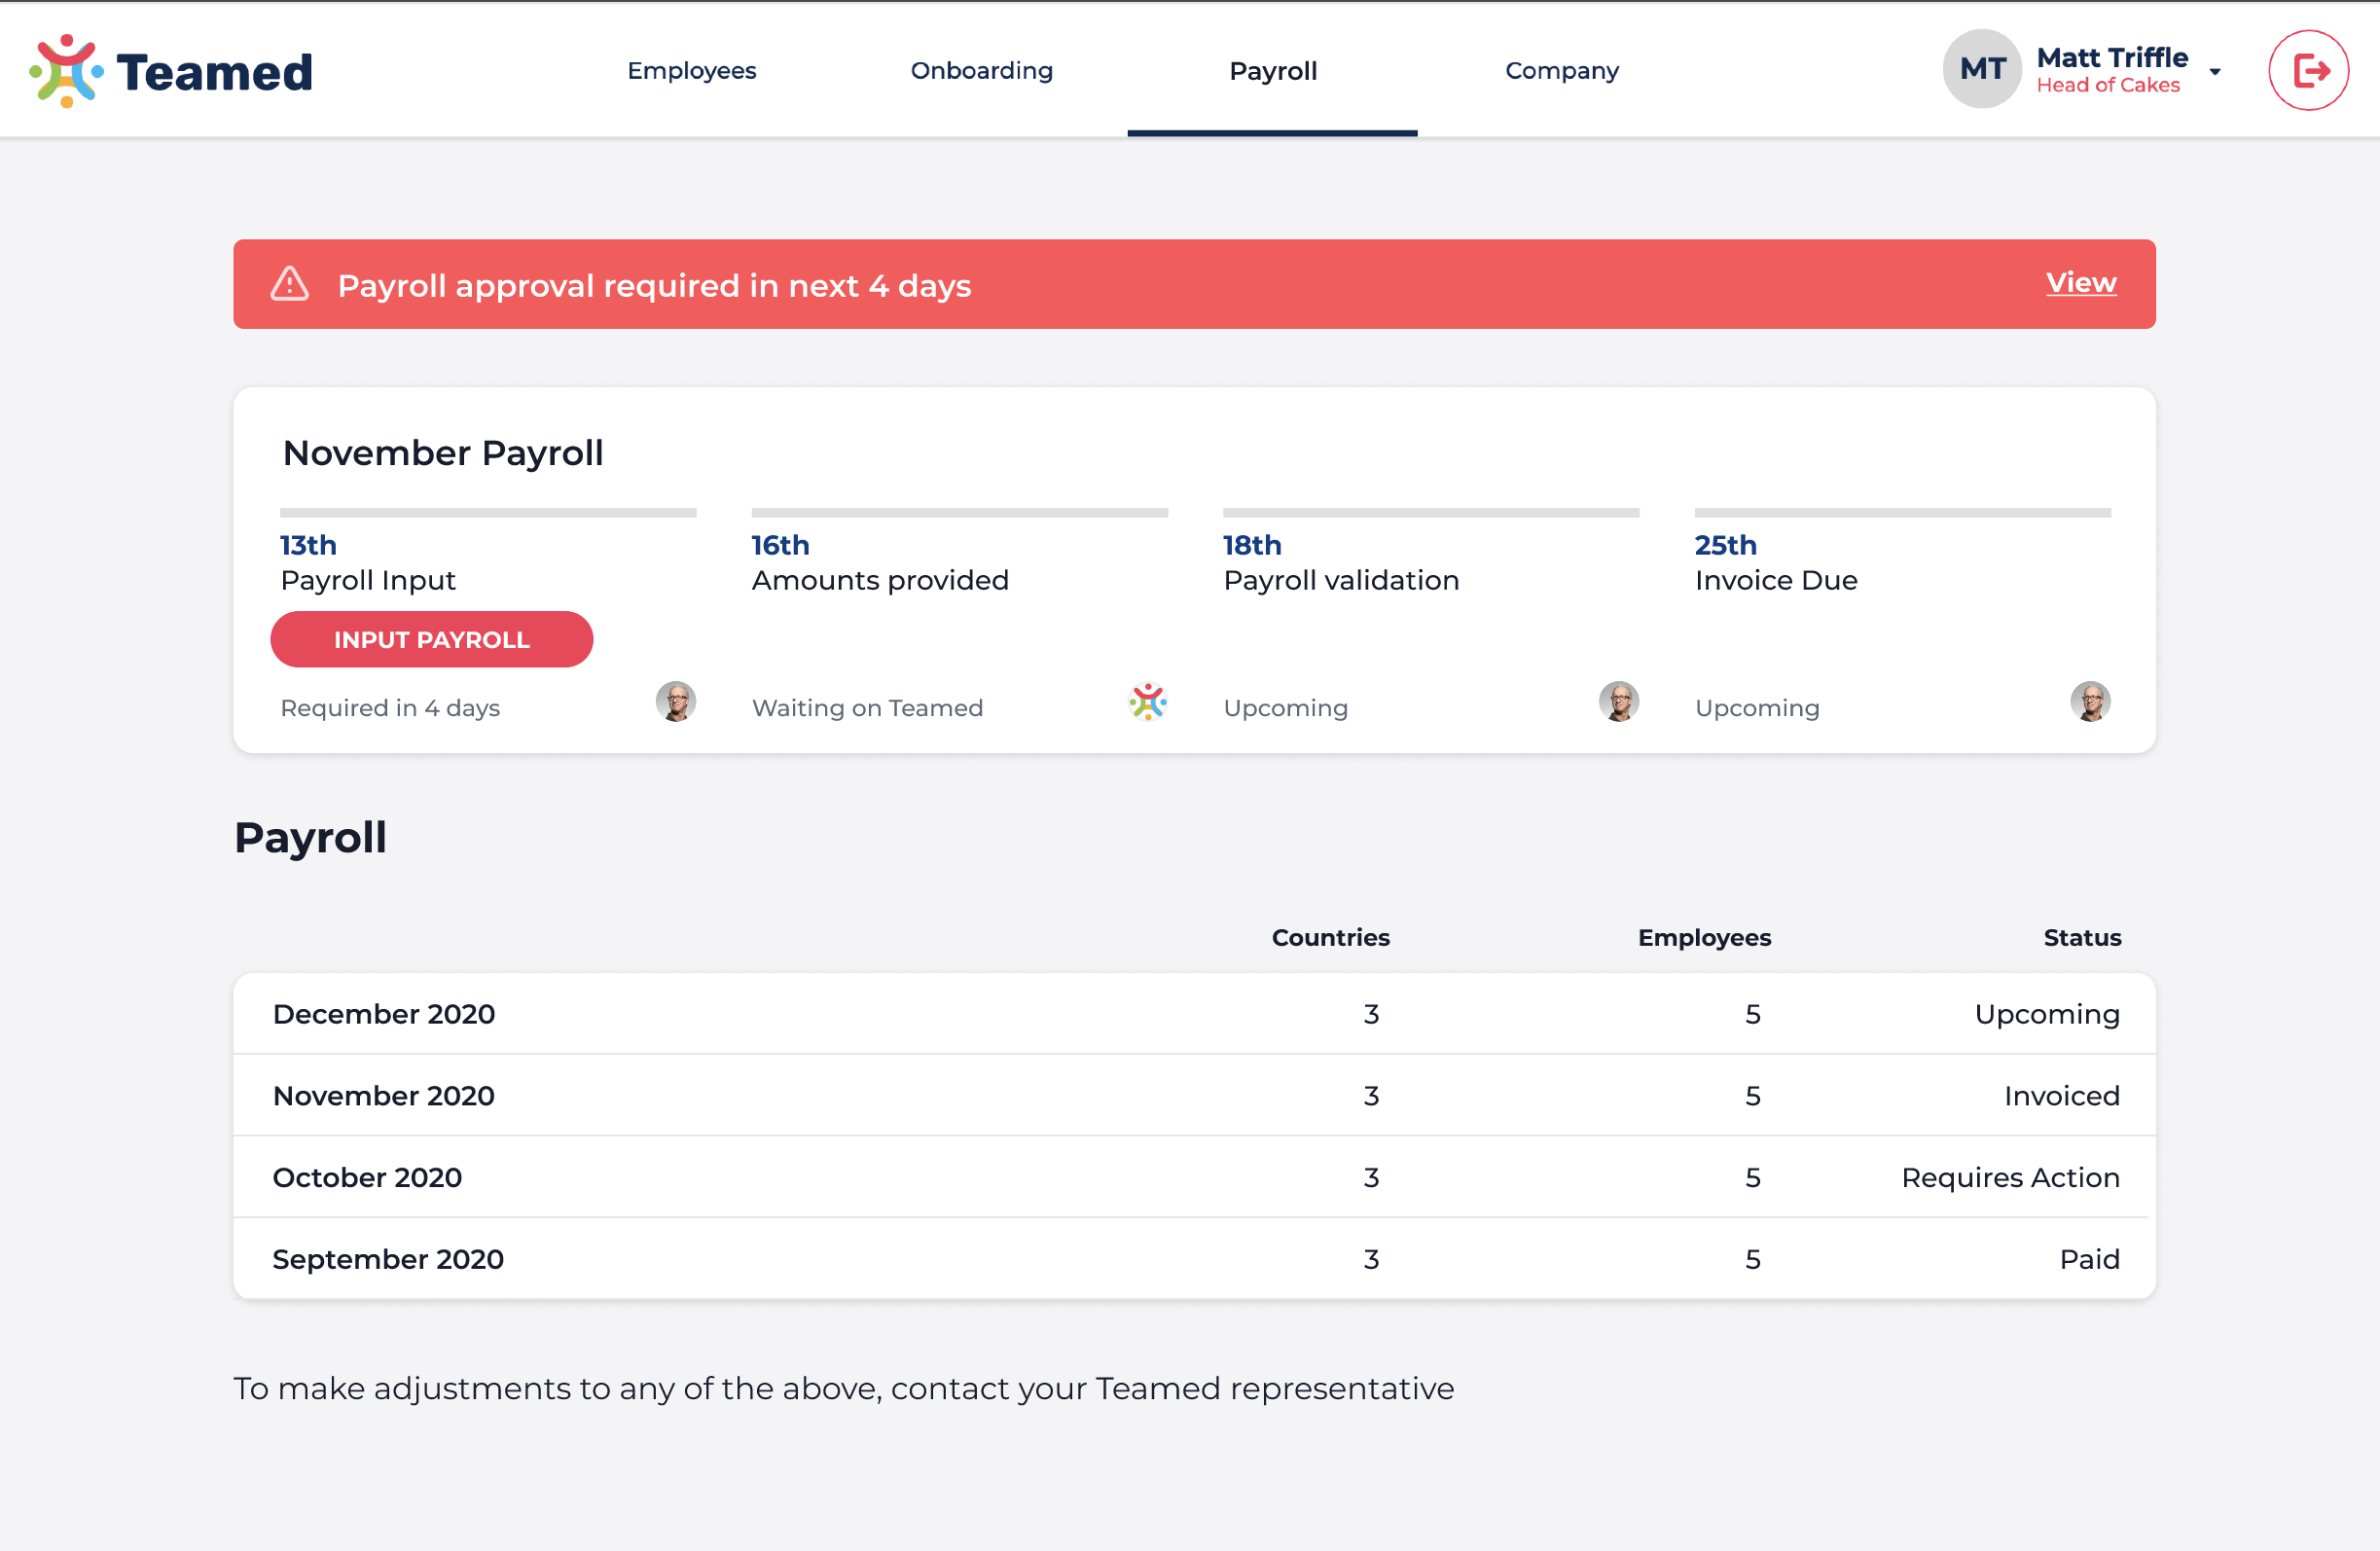 Teamed
Employees
Onboarding
Payroll
Company
MT
Matt Triffle
Head of Cakes
Payroll approval required in next 4 days
View
November Payroll
13th
Payroll Input
INPUT PAYROLL
Required in 4 days
16th
Amounts provided
Waiting on Teamed
18th
Payroll validation
Upcoming
25th
Invoice Due
Upcoming
Payroll
Countries Employees Status
December 2020 3 5 Upcoming
November 2020 3 5 Invoiced
October 2020 3 5 Requires Action
September 2020 3 5 Paid
To make adjustments to any of the above, contact your Teamed representative